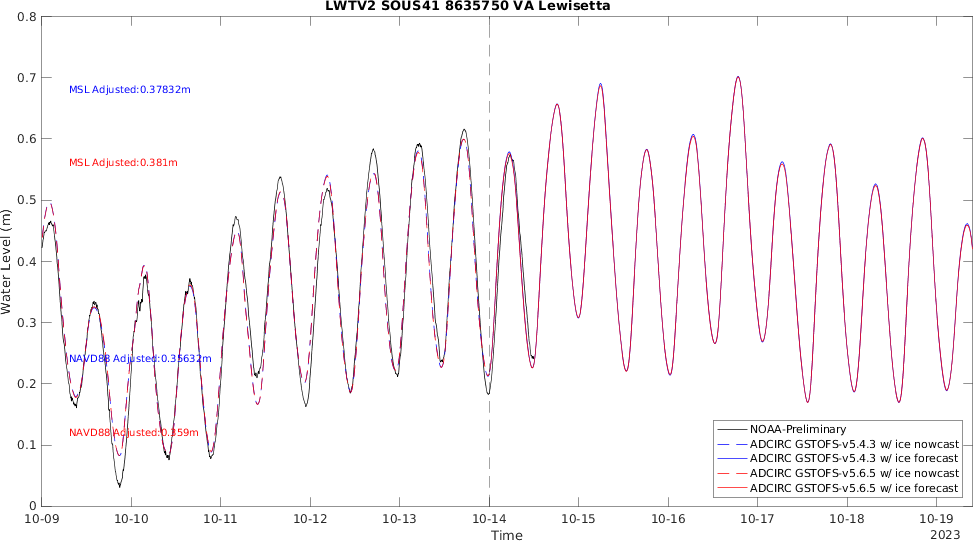 LWTV2 SOUS41 8635750 VA Lewisetta
0.8
0.7
0.6
0.5
0.4
0.3
0.2
0.1
0
Water Level (m)
MSL Adjusted:0.37832m
MSL Adjusted:0.381m
NAVD88 Adjusted:0.35632m
NAVD88 Adjusted:0.359m
NOAA-Preliminary
ADCIRC GSTOFS-v5.4.3 w/ ice nowcast
ADCIRC GSTOFS-v5.4.3 w/ ice forecast
ADCIRC GSTOFS-v5.6.5 w/ ice nowcast
ADCIRC GSTOFS-v5.6.5 w/ ice forecast
10-09 10-10 10-11 10-12 10-13 10-14 10-15 10-16 10-17 10-18 10-19
Time
2023